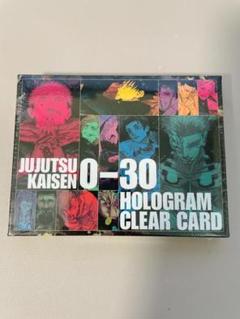 JUJUTSU
KAISEN 0-30
HOLOGRAM
CLEAR CARD